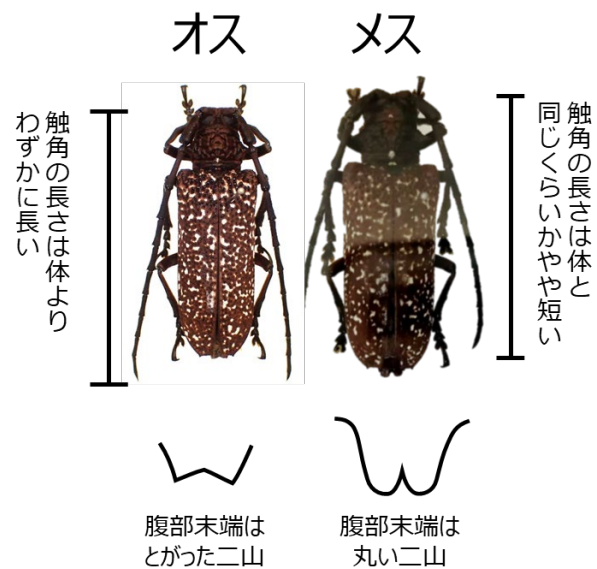 オス
メス
触角の長さは体より
わずかに長い
触角の長さは体と
同じくらいかやや短い
腹部末端は
とがった二山
腹部末端は
丸い二山